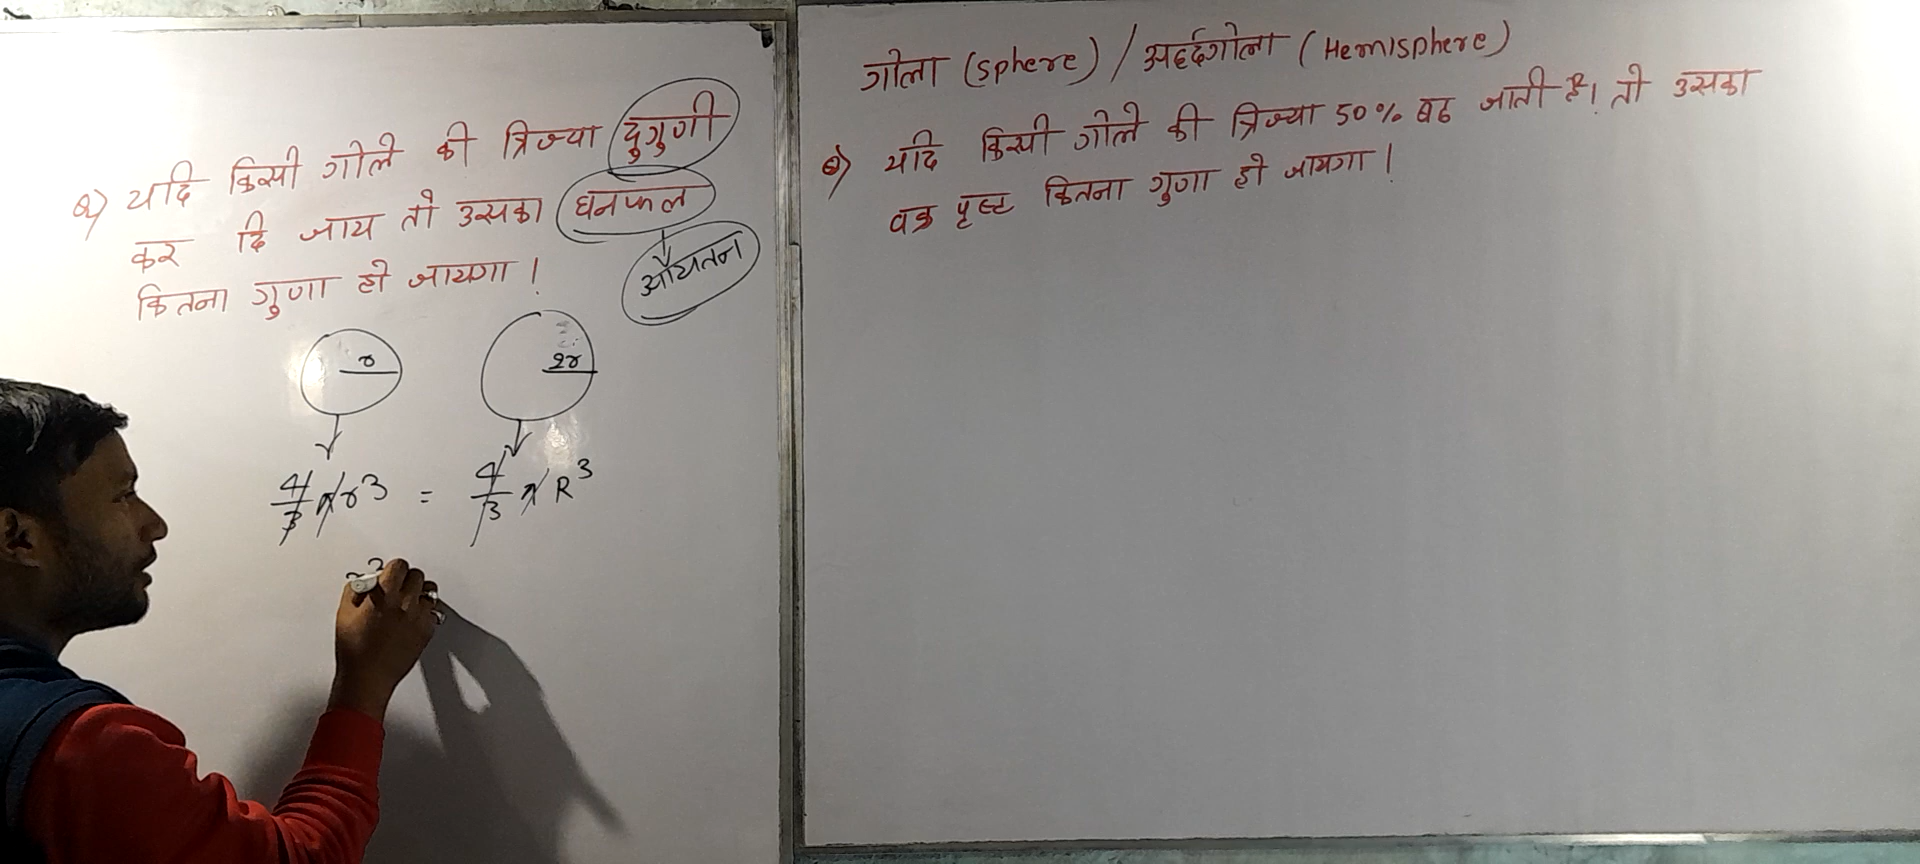 Q) यदि किसी गोले की त्रिज्या दुगुणी
कर दि जाय तो उसका घनफल
आयतन
कितना गुणा हो जायगा।
r
2r
4/3 π r³ = 4/3 π R³
गोला (Sphere) / अर्द्दगोला (Hemisphere)
Q) यदि किसी गोले की त्रिज्या 50% बढ जाती है। तो उसका
वक्र पृष्ट कितना गुणा हो जायगा।